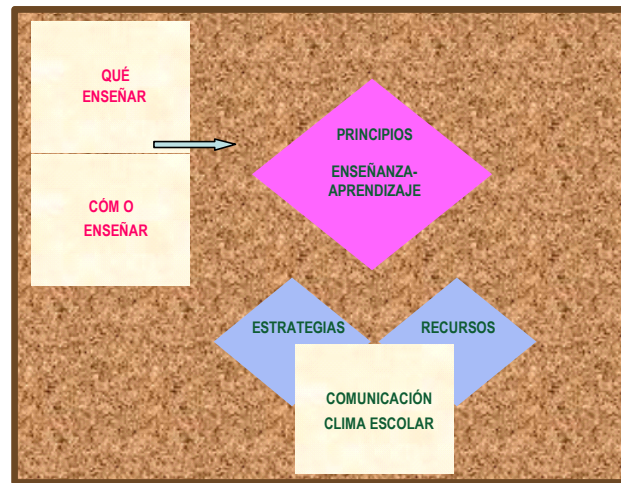 QUÉ
ENSEÑAR
CÓM O
ENSEÑAR
PRINCIPIOS
ENSEÑANZA-
APRENDIZAJE
ESTRATEGIAS
RECURSOS
COMUNICACIÓN
CLIMA ESCOLAR